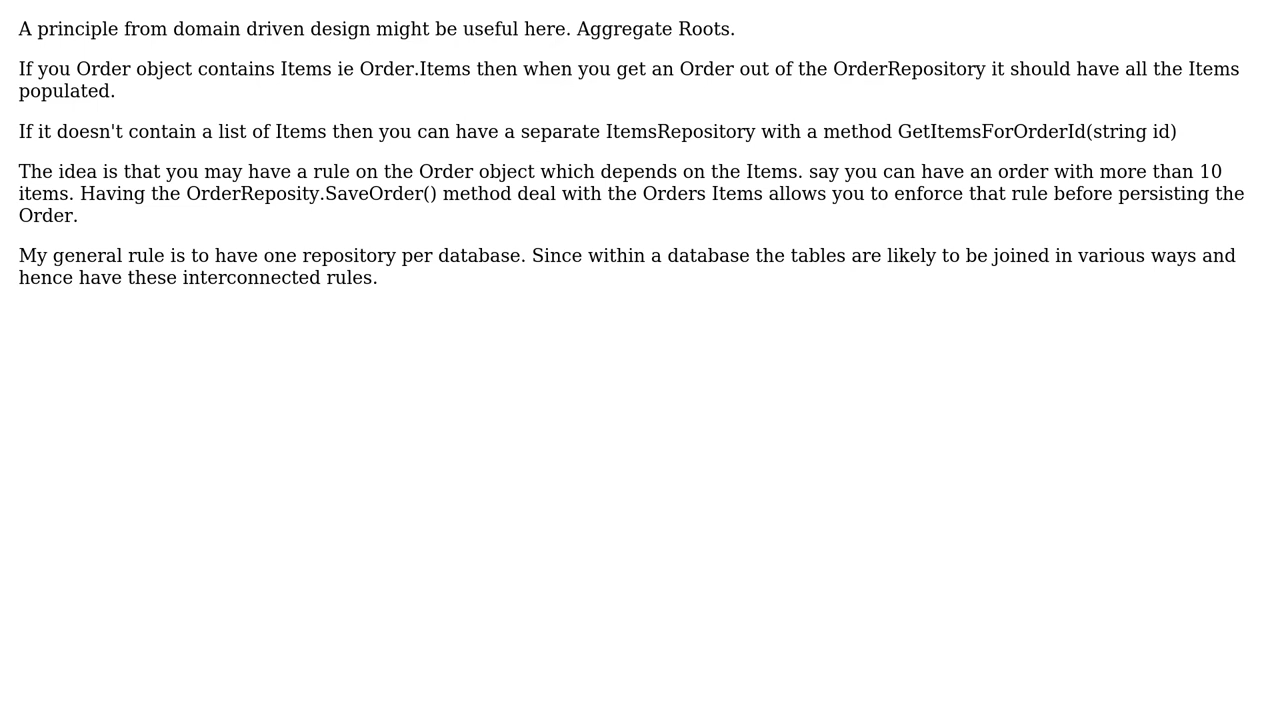 A principle from domain driven design might be useful here. Aggregate Roots.
If you Order object contains Items ie Order.Items then when you get an Order out of the OrderRepository it should have all the Items
populated.
If it doesn't contain a list of Items then you can have a separate ItemsRepository with a method GetItemsForOrderId(string id)
The idea is that you may have a rule on the Order object which depends on the Items. say you can have an order with more than 10
items. Having the OrderReposity.SaveOrder() method deal with the Orders Items allows you to enforce that rule before persisting the
Order.
My general rule is to have one repository per database. Since within a database the tables are likely to be joined in various ways and
hence have these interconnected rules.